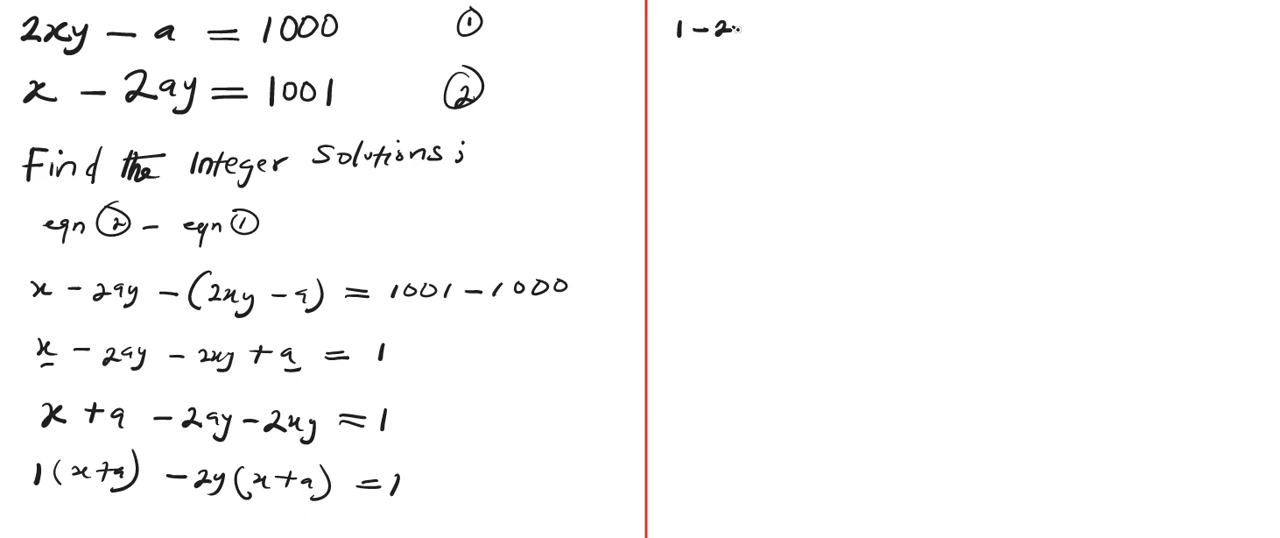 2xy - a = 1000 ①
x - 2ay = 1001 ②
Find the Integer Solutions;
eqn ② - eqn ①
x - 2ay - (2xy - a) = 1001 - 1000
x - 2ay - 2xy + a = 1
x + a - 2ay - 2xy = 1
1(x+a) - 2y(x+a) = 1
1 - 2